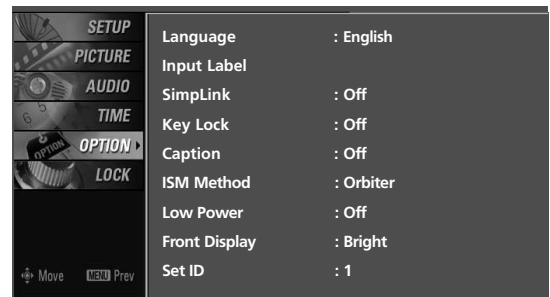 SETUP
PICTURE
AUDIO
TIME
OPTION
LOCK
Move MENU Prev
Language : English
Input Label
SimpLink : Off
Key Lock : Off
Caption : Off
ISM Method : Orbiter
Low Power : Off
Front Display : Bright
Set ID : 1